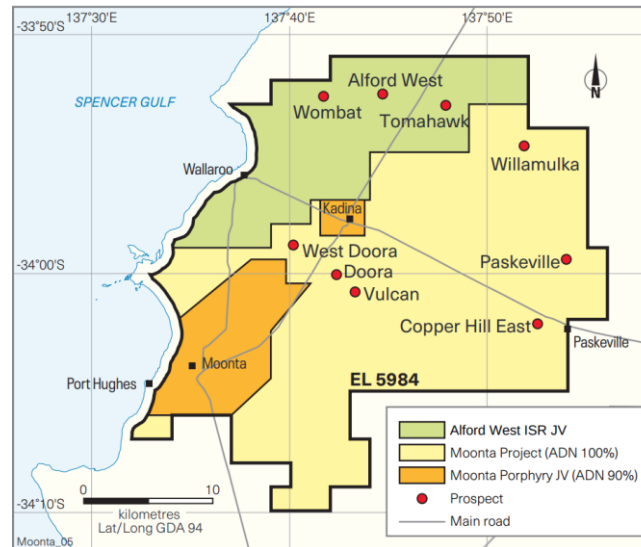 137°30'E
137°40'E
137°50'E
-33°50'S
SPENCER GULF
Alford West
Wombat
Tomahawk
Willamulka
Wallaroo
Kadina
West Doora
-34°00'S
Doora
Paskeville
Vulcan
Copper Hill East
Paskeville
Moonta
Port Hughes
EL 5984
Alford West ISR JV
Moonta Project (ADN 100%)
Moonta Porphyry JV (ADN 90%)
Prospect
Main road
0 10
kilometres
Lat/Long GDA 94
-34°10'S
Moonta_05
N